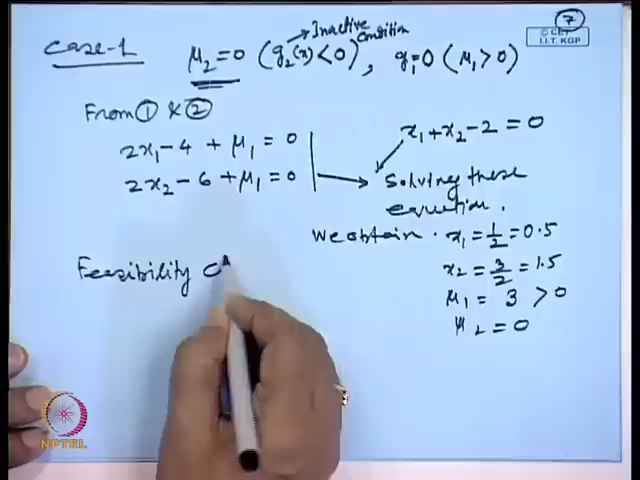 7
© CET
I.I.T. KGP
Case-1
μ₂=0 (g₂(x)<0), g₁=0 (μ₁>0)
Inactive Condition
From ① & ②
2x₁-4 + μ₁ = 0
2x₂-6 + μ₁ = 0
x₁+x₂-2 = 0
Solving these
equation.
We obtain. x₁=1/2=0.5
x₂=3/2=1.5
μ₁= 3 >0
μ₂=0
Feasibility C
NPTEL